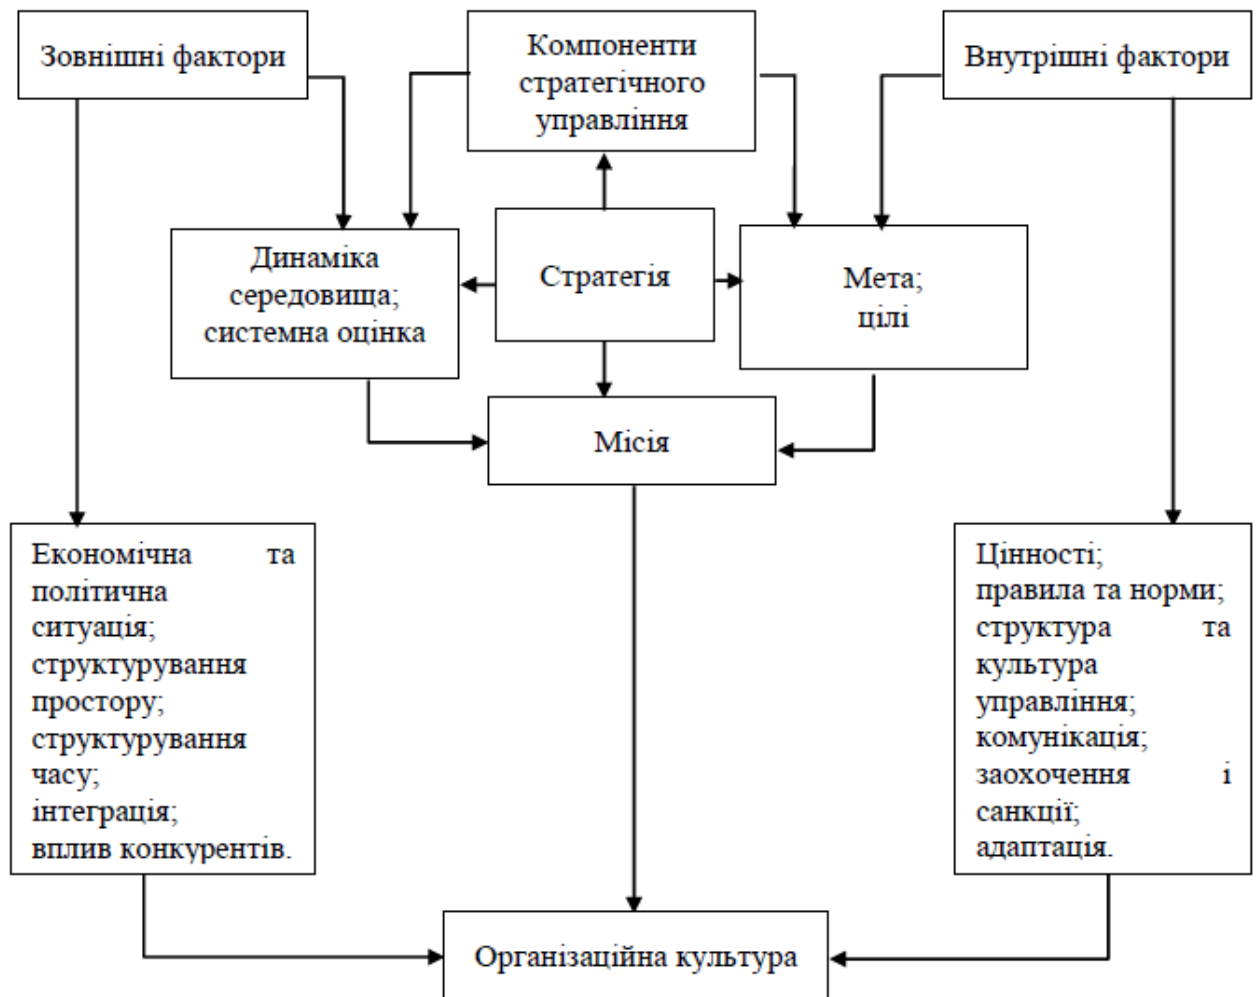 Зовнішні фактори
Компоненти
стратегічного
управління
Внутрішні фактори
Динаміка
середовища;
системна оцінка
Стратегія
Мета;
цілі
Місія
Економічна та
політична
ситуація;
структурування
простору;
структурування
часу;
інтеграція;
вплив конкурентів.
Цінності;
правила та норми;
структура та
культура
управління;
комунікація;
заохочення і
санкції;
адаптація.
Організаційна культура